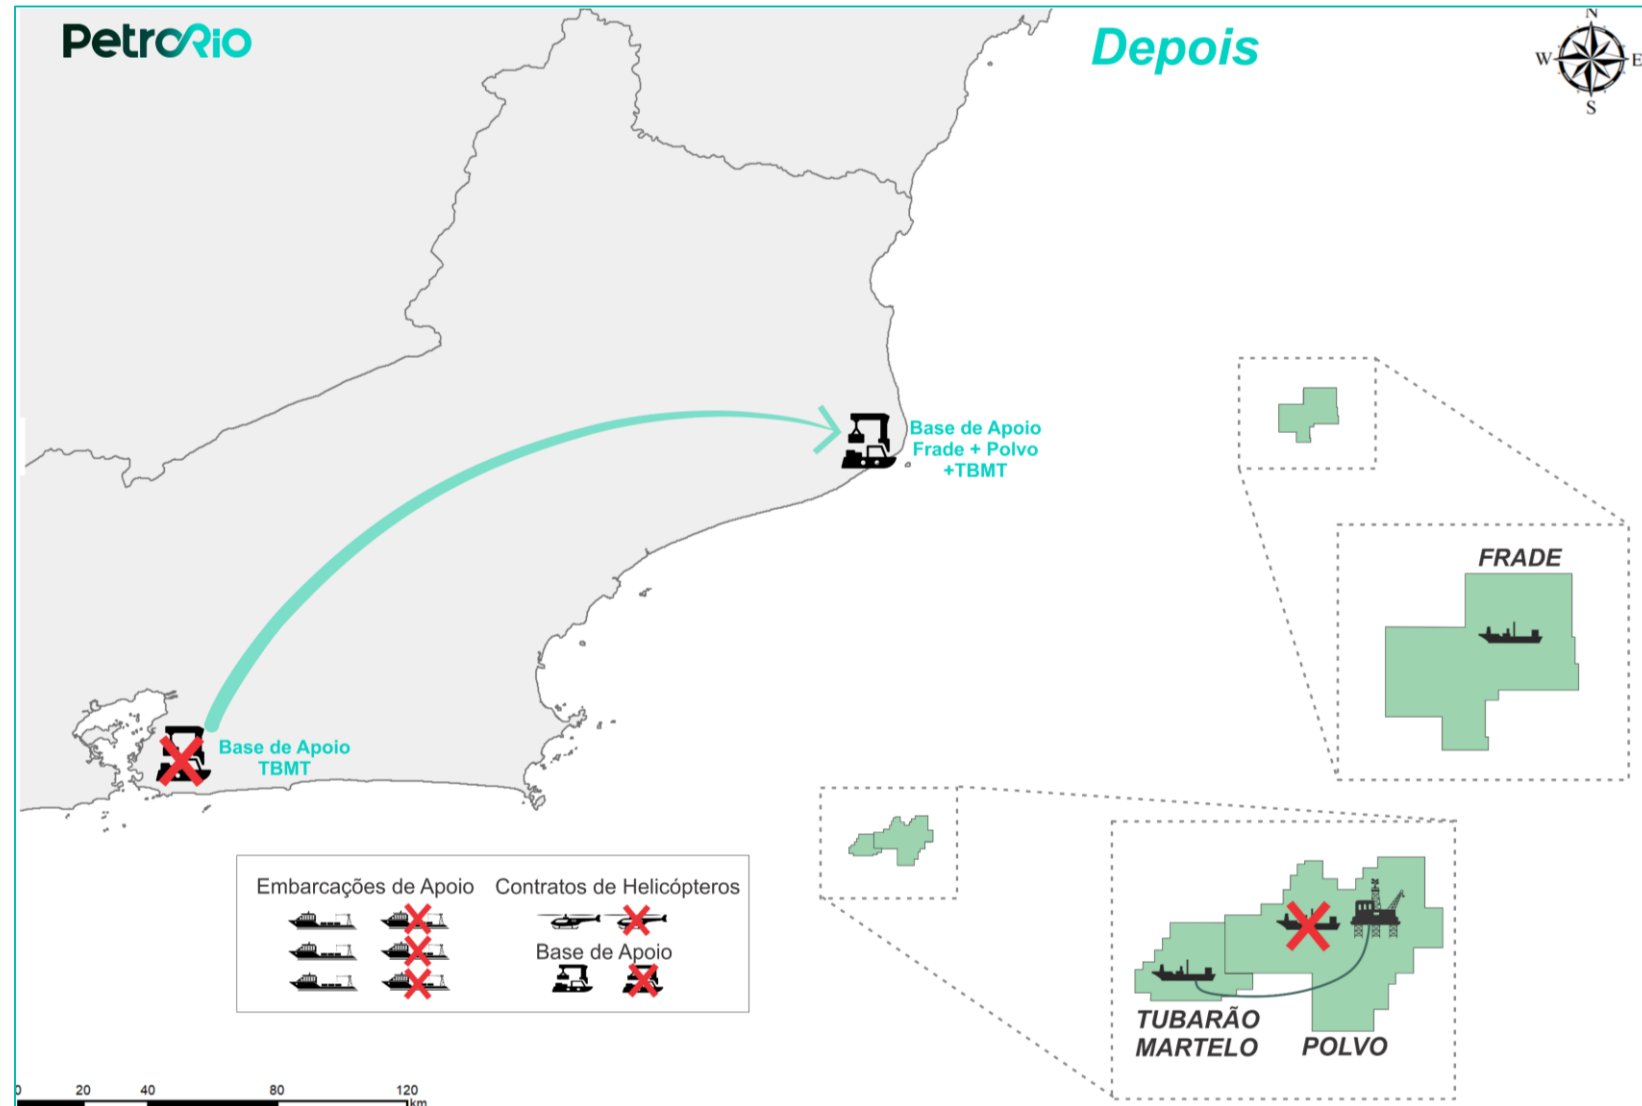 PetroRio
Depois
N
W
E
S
Base de Apoio
Frade + Polvo
+TBMT
FRADE
Base de Apoio
TBMT
Embarcações de Apoio
Contratos de Helicópteros
Base de Apoio
TUBARÃO
MARTELO
POLVO
0 20 40 80 120
km